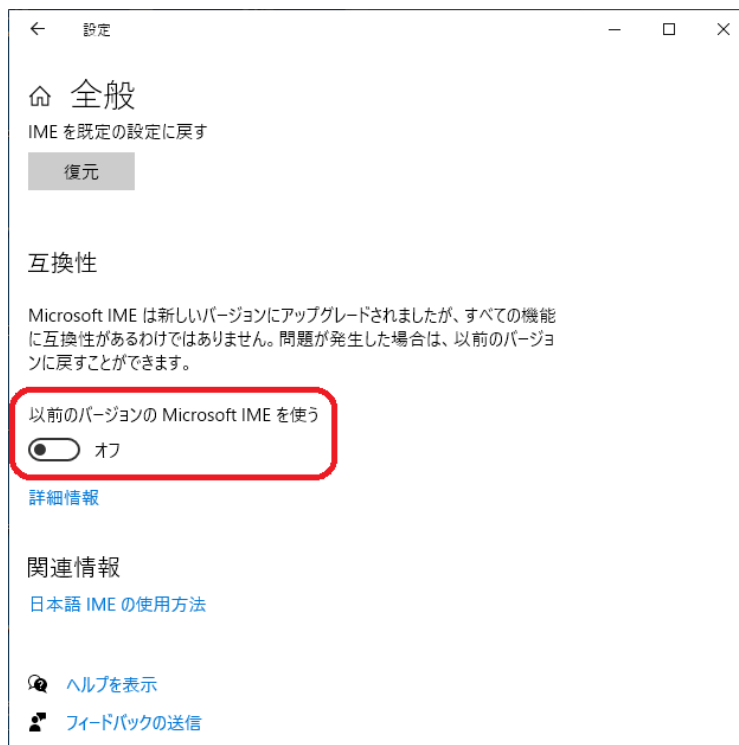 設定
全般
IME を既定の設定に戻す
復元
互換性
Microsoft IME は新しいバージョンにアップグレードされましたが、すべての機能
に互換性があるわけではありません。問題が発生した場合は、以前のバージョ
ンに戻すことができます。
以前のバージョンの Microsoft IME を使う
オフ
詳細情報
関連情報
日本語 IME の使用方法
ヘルプを表示
フィードバックの送信